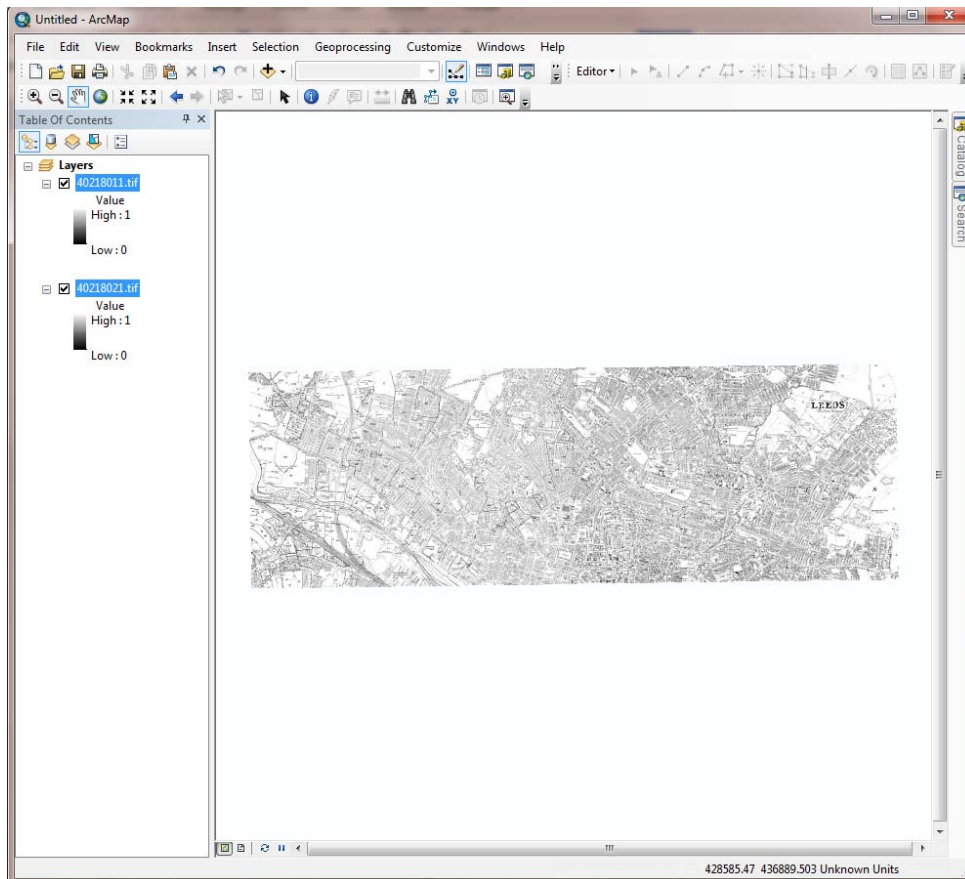 Untitled - ArcMap
File Edit View Bookmarks Insert Selection Geoprocessing Customize Windows Help
Editor
Table Of Contents
Layers
40218011.tif
Value
High : 1
Low : 0
40218021.tif
Value
High : 1
Low : 0
LEEDS
Catalog
Search
428585.47 436889.503 Unknown Units